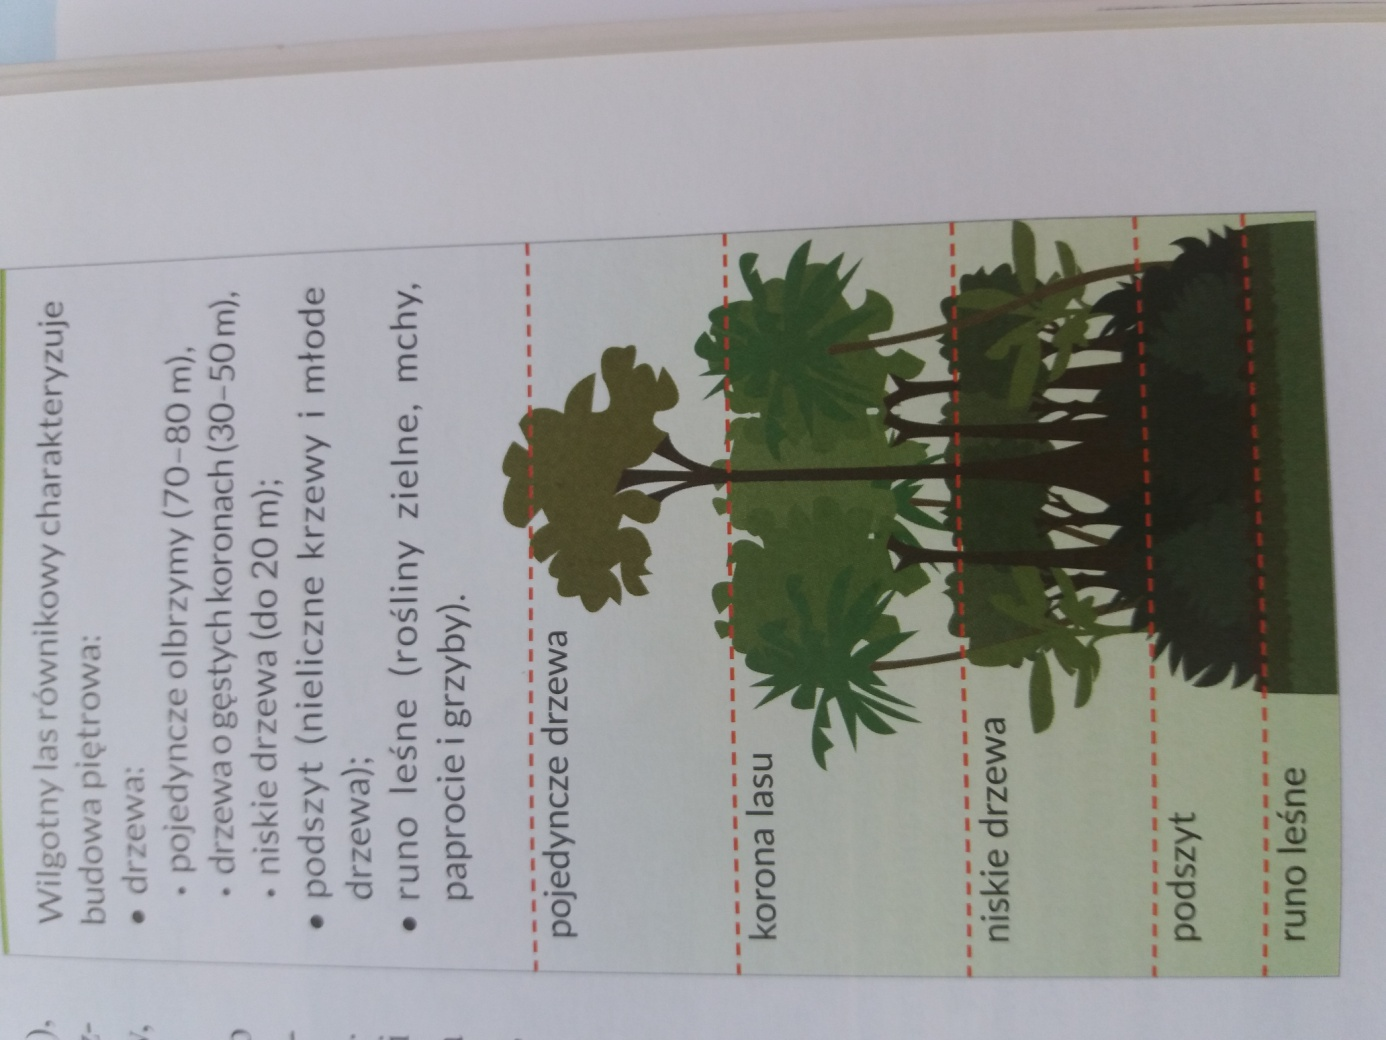 Wilgotny las równikowy charakteryzuje
budowa piętrowa:
• drzewa:
• pojedyncze olbrzymy (70–80 m),
• drzewa o gęstych koronach (30–50 m),
• niskie drzewa (do 20 m);
• podszyt (nieliczne krzewy i młode
drzewa);
• runo leśne (rośliny zielne, mchy,
paprocie i grzyby).
pojedyncze drzewa
korona lasu
niskie drzewa
podszyt
runo leśne